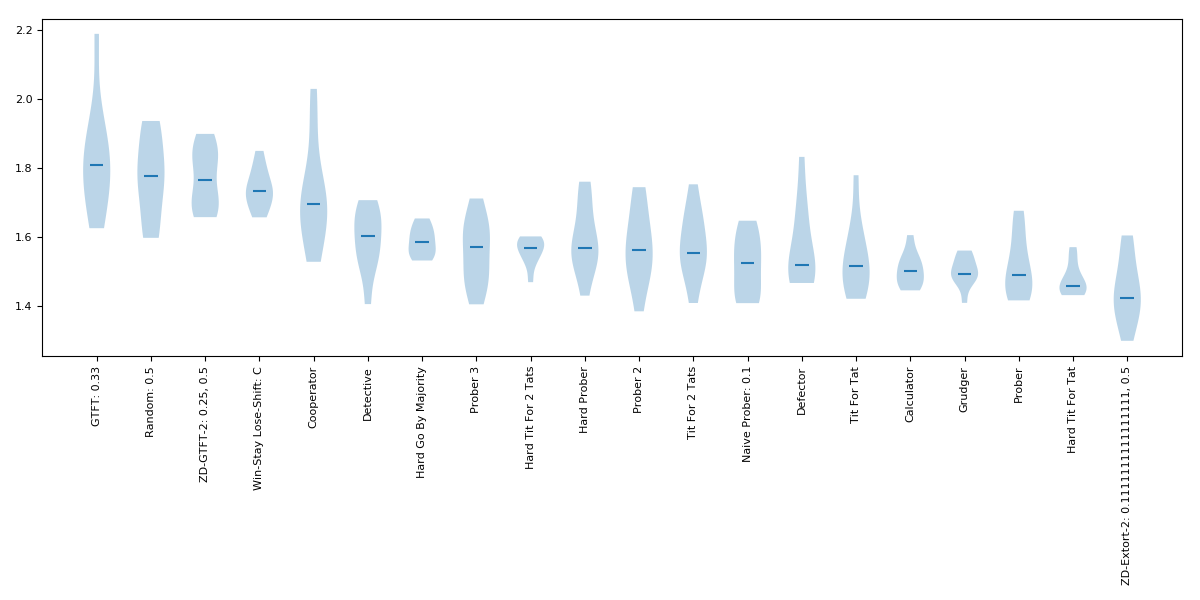 2.2
2.0
1.8
1.6
1.4
GTFT: 0.33
Random: 0.5
ZD-GTFT-2: 0.25, 0.5
Win-Stay Lose-Shift: C
Cooperator
Detective
Hard Go By Majority
Prober 3
Hard Tit For 2 Tats
Hard Prober
Prober 2
Tit For 2 Tats
Naive Prober: 0.1
Defector
Tit For Tat
Calculator
Grudger
Prober
Hard Tit For Tat
ZD-Extort-2: 0.1111111111111111, 0.5